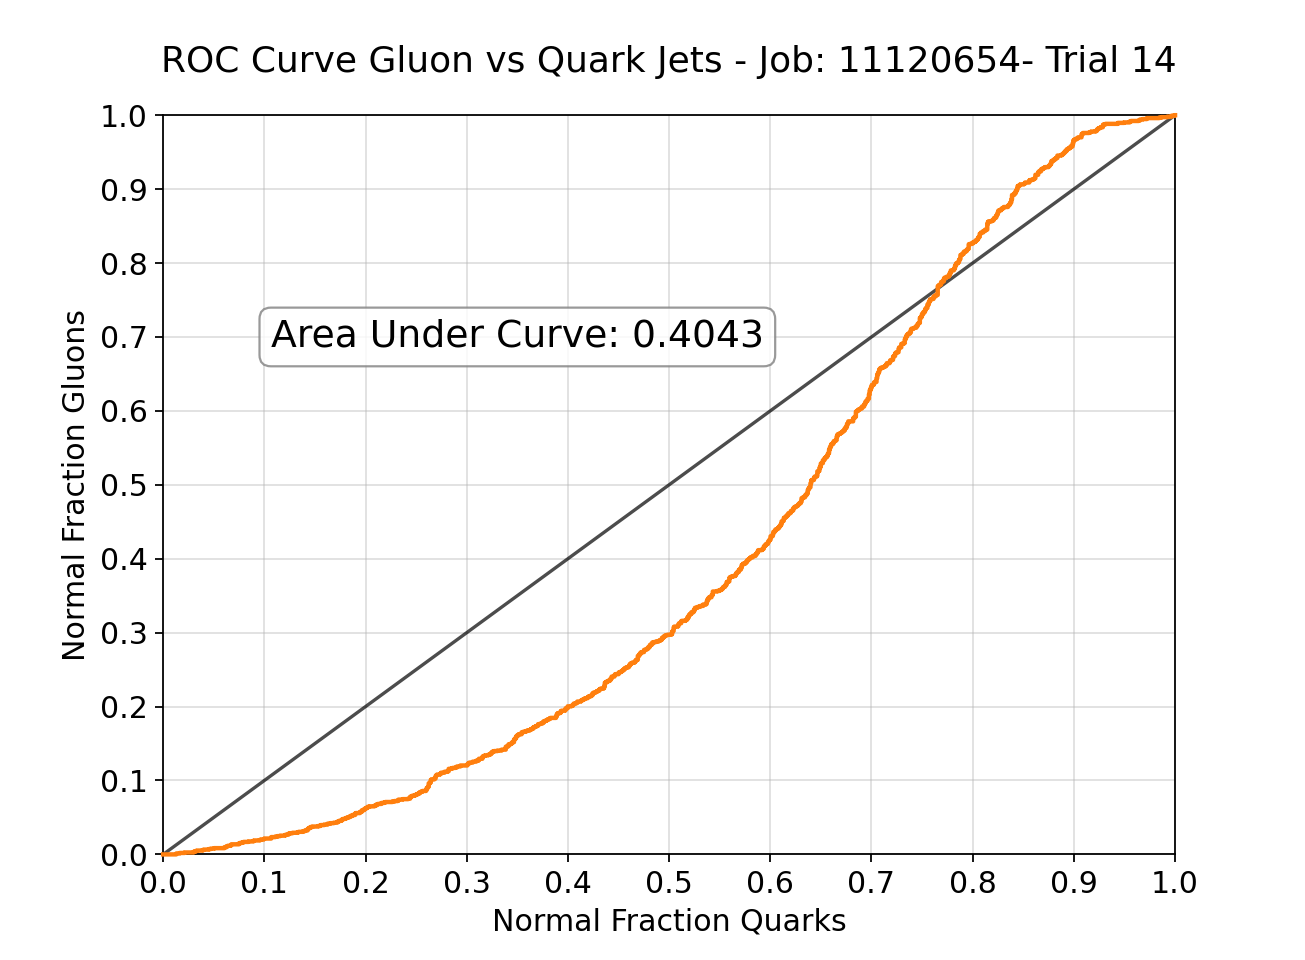 ROC Curve Gluon vs Quark Jets - Job: 11120654- Trial 14
1.0
0.9
0.8
0.7
0.6
0.5
0.4
0.3
0.2
0.1
0.0
Normal Fraction Gluons
Area Under Curve: 0.4043
0.0 0.1 0.2 0.3 0.4 0.5 0.6 0.7 0.8 0.9 1.0
Normal Fraction Quarks